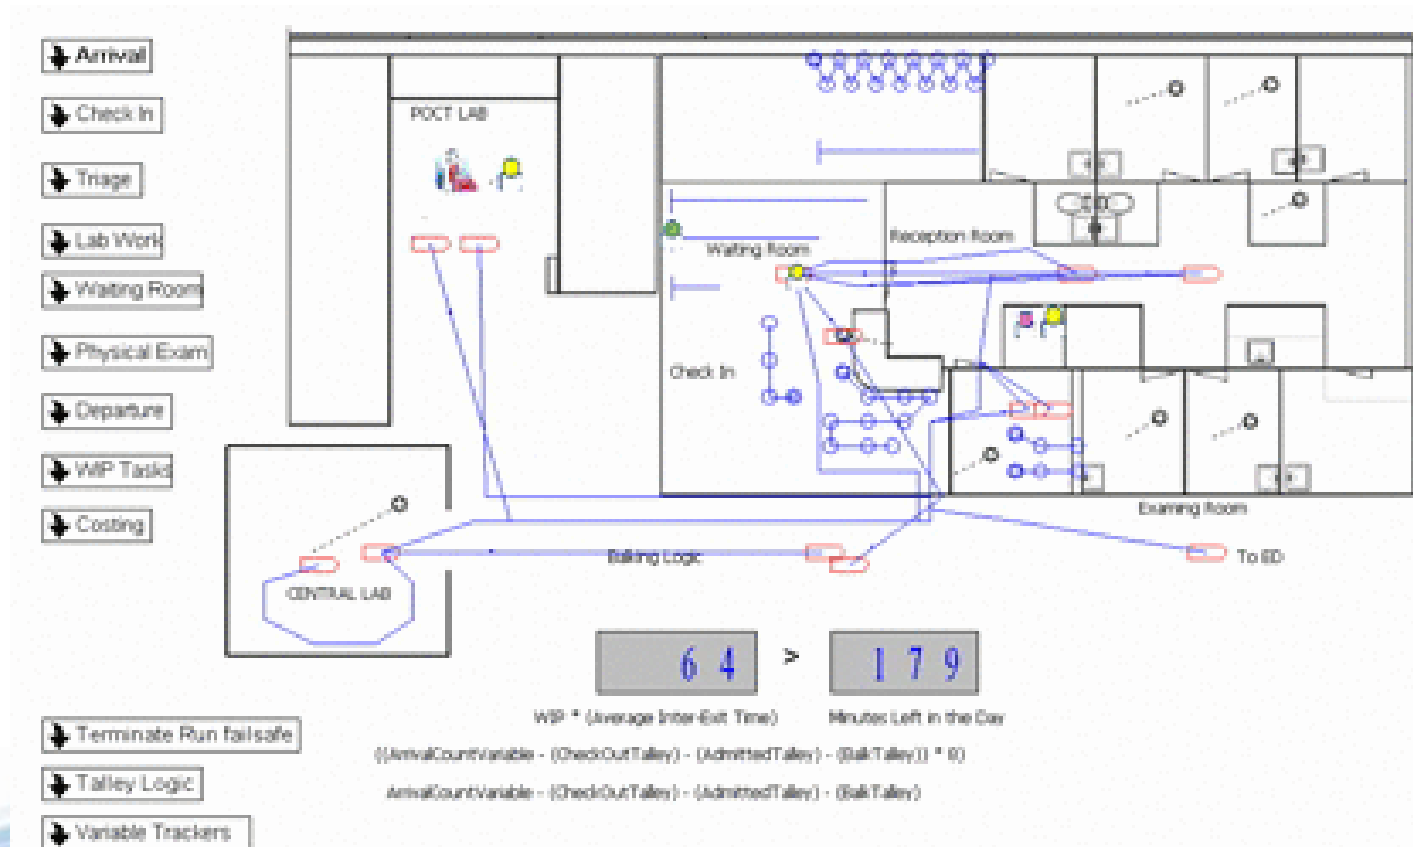 Arrival
Check In
Triage
Lab Work
Waiting Room
Physical Exam
Departure
WIP Tasks
Costing
POCT LAB
Waiting Room
Reception Room
Check In
Examing Room
Balking Logic
To ED
CENTRAL LAB
64 > 179
WIP * (Average Inter-Exit Time)
Minutes Left in the Day
((ArrivalCountVariable - (CheckOutTalley) - (AdmittedTalley) - (BalkTalley)) * 8)
ArrivalCountVariable - (CheckOutTalley) - (AdmittedTalley) - (BalkTalley)
Terminate Run failsafe
Talley Logic
Variable Trackers